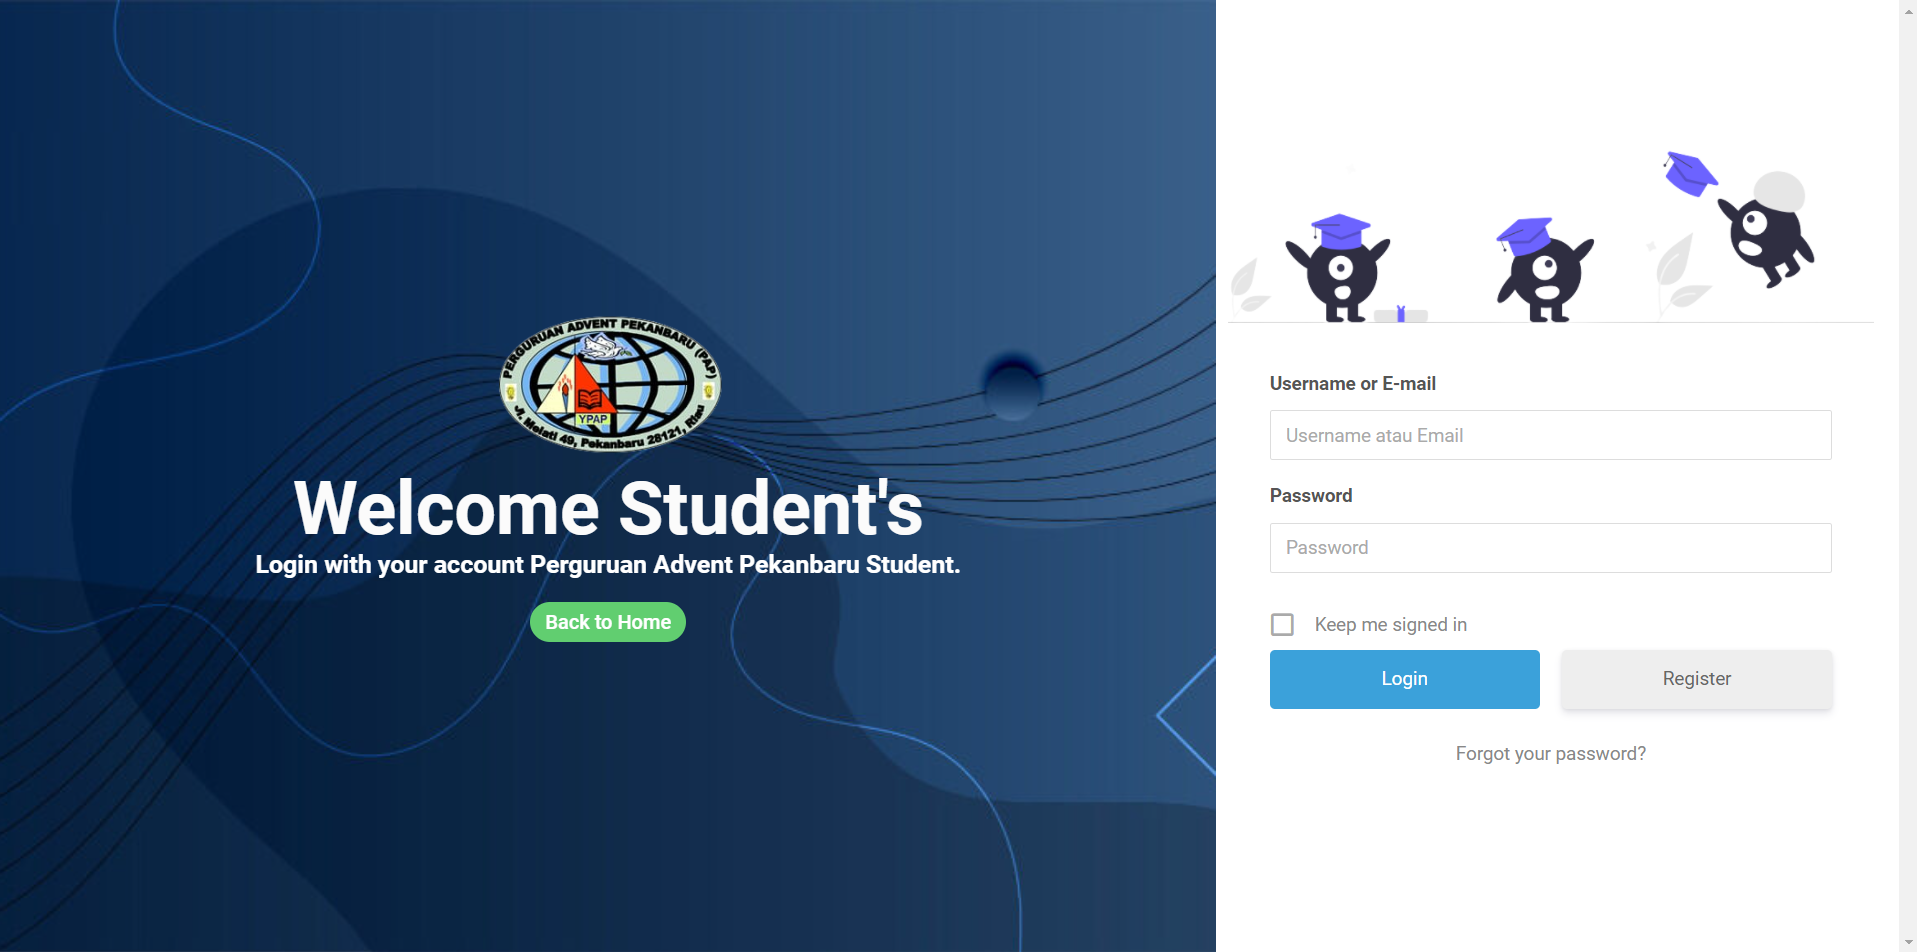 PERGURUAN ADVENT PEKANBARU (PAP)
YPAP
Jl. Melati 49, Pekanbaru 28121, Riau
Welcome Student's
Login with your account Perguruan Advent Pekanbaru Student.
Back to Home
Username or E-mail
Username atau Email
Password
Password
Keep me signed in
Login
Register
Forgot your password?